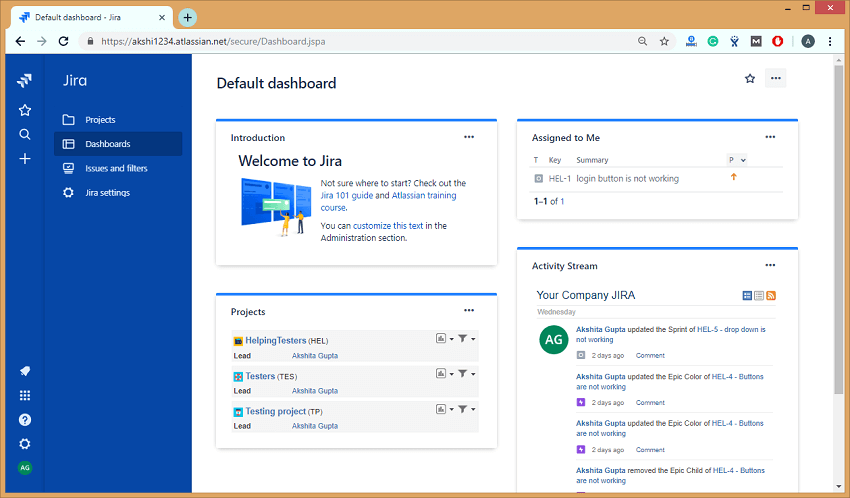 Default dashboard - Jira
https://akshi1234.atlassian.net/secure/Dashboard.jspa
A
Jira
Projects
Dashboards
Issues and filters
Jira settings
AG
Default dashboard
Introduction
Welcome to Jira
Not sure where to start? Check out the
Jira 101 guide and Atlassian training
course.
You can customize this text in the
Administration section.
Projects
HelpingTesters (HEL)
Lead Akshita Gupta
Testers (TES)
Lead Akshita Gupta
Testing project (TP)
Lead Akshita Gupta
Assigned to Me
T Key Summary P
HEL-1 login button is not working
1–1 of 1
Activity Stream
Your Company JIRA
Wednesday
AG
Akshita Gupta updated the Sprint of HEL-5 - drop down is
not working
2 days ago Comment
Akshita Gupta updated the Epic Color of HEL-4 - Buttons
are not working
2 days ago Comment
Akshita Gupta updated the Epic Color of HEL-4 - Buttons
are not working
2 days ago Comment
Akshita Gupta removed the Epic Child of HEL-4 - Buttons
are not working
2 days ago Comment